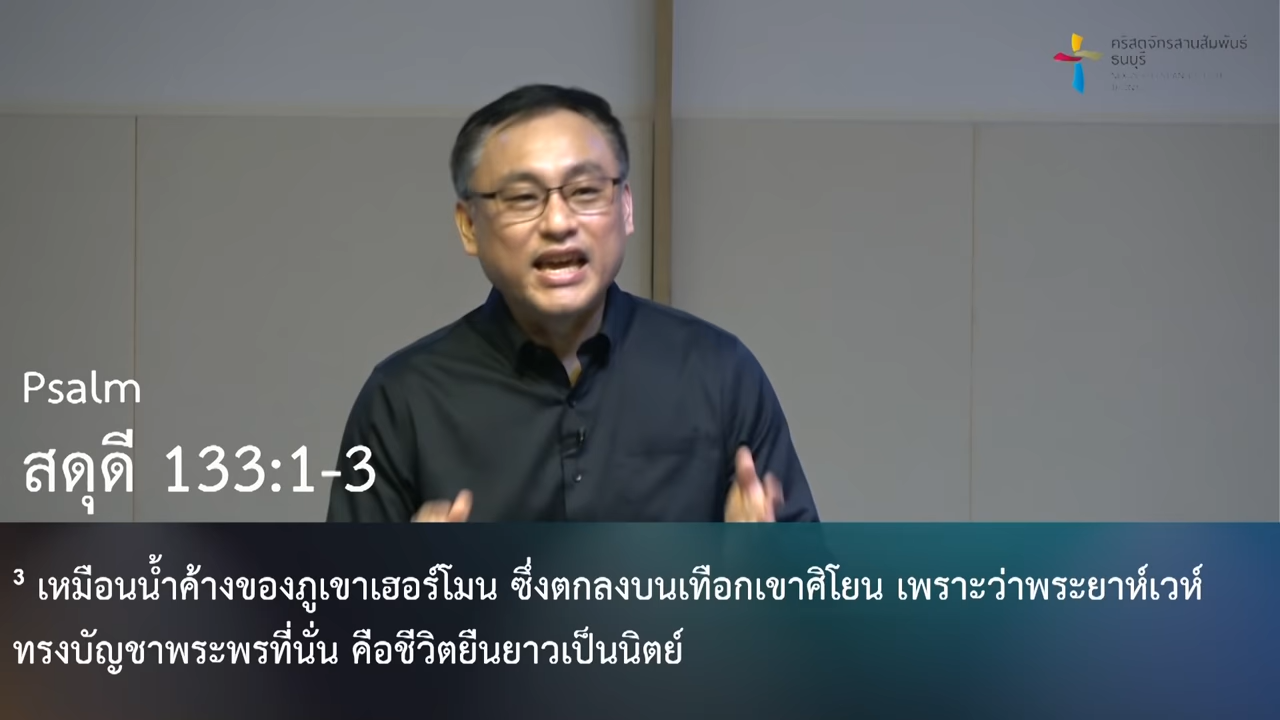 คริสตจักรสานสัมพันธ์
ธนบุรี
Psalm
สดุดี 133:1-3
³ เหมือนน้ำค้างของภูเขาเฮอร์โมน ซึ่งตกลงบนเทือกเขาศิโยน เพราะว่าพระยาห์เวห์
ทรงบัญชาพระพรที่นั่น คือชีวิตยืนยาวเป็นนิตย์